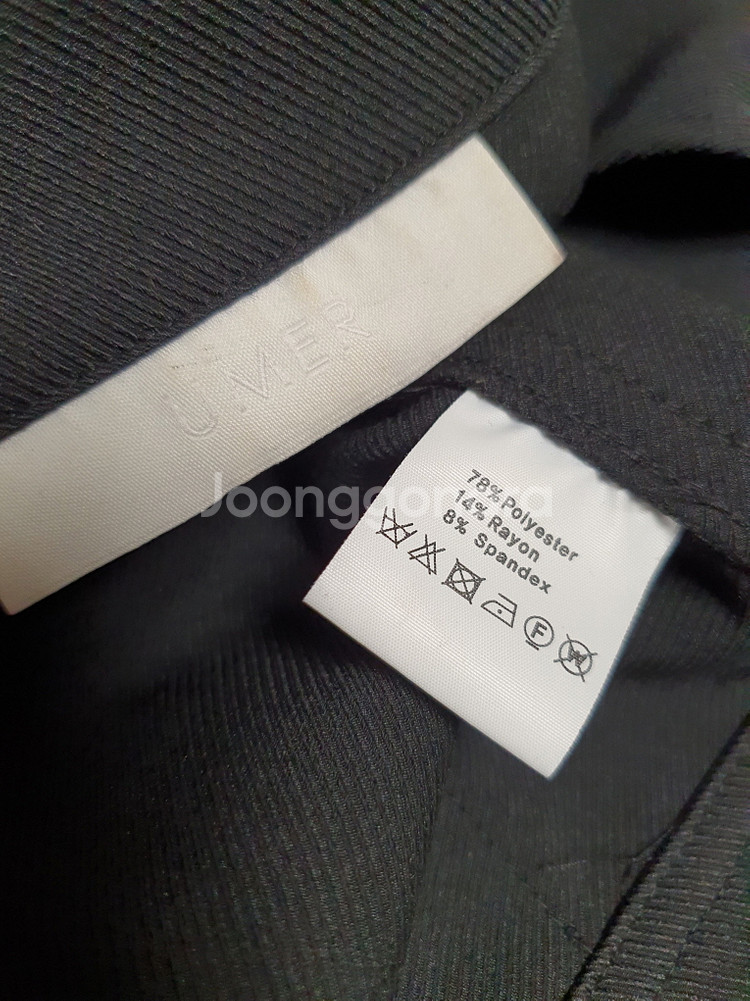 Joonggonara
78% Polyester
14% Rayon
8% Spandex
F W